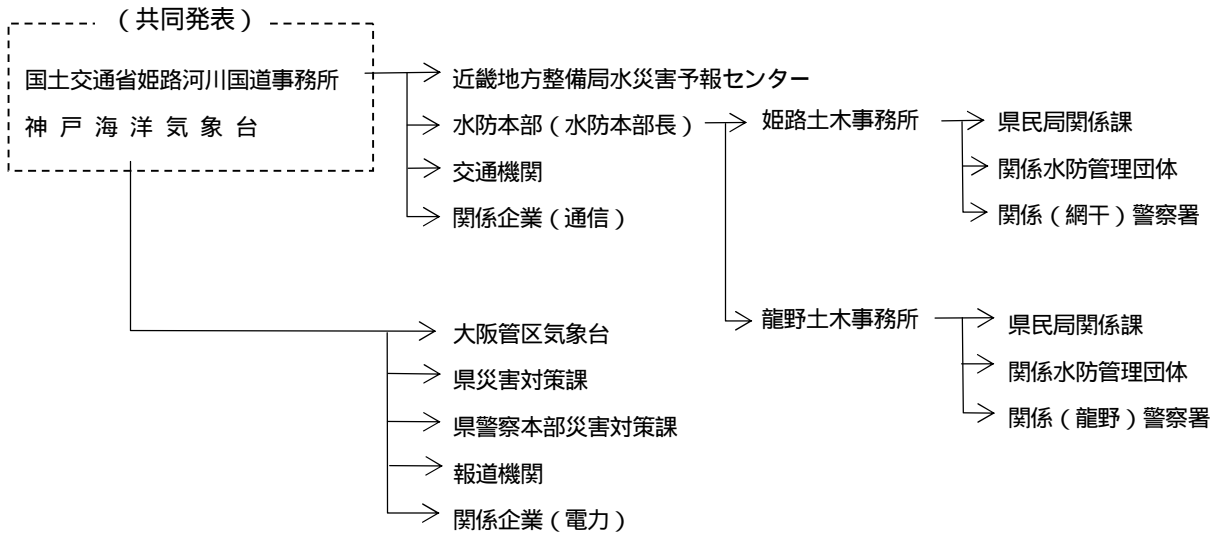 （共同発表）
国土交通省姫路河川国道事務所
神戸海洋気象台
近畿地方整備局水災害予報センター
水防本部（水防本部長）
交通機関
関係企業（通信）
姫路土木事務所
県民局関係課
関係水防管理団体
関係（網干）警察署
龍野土木事務所
県民局関係課
関係水防管理団体
関係（龍野）警察署
大阪管区気象台
県災害対策課
県警察本部災害対策課
報道機関
関係企業（電力）